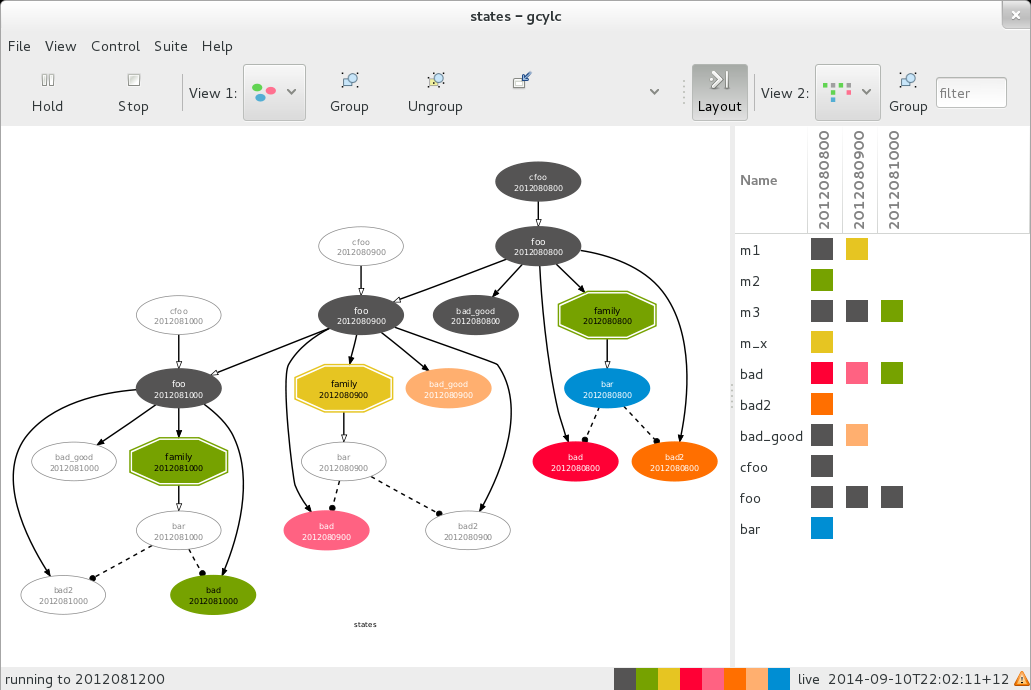 states – gcylc
File View Control Suite Help
Hold Stop View 1: Group Ungroup Layout View 2: Group filter
cfoo
2012080800
cfoo
2012080900
foo
2012080800
cfoo
2012081000
foo
2012080900
bad_good
2012080800
family
2012080800
foo
2012081000
family
2012080900
bad_good
2012080900
bar
2012080800
bad_good
2012081000
family
2012081000
bar
2012080900
bad
2012080800
bad2
2012080800
bar
2012081000
bad
2012080900
bad2
2012080900
bad2
2012081000
bad
2012081000
states
Name 2012080800 2012080900 2012081000
m1
m2
m3
m_x
bad
bad2
bad_good
cfoo
foo
bar
running to 2012081200 live 2014-09-10T22:02:11+12